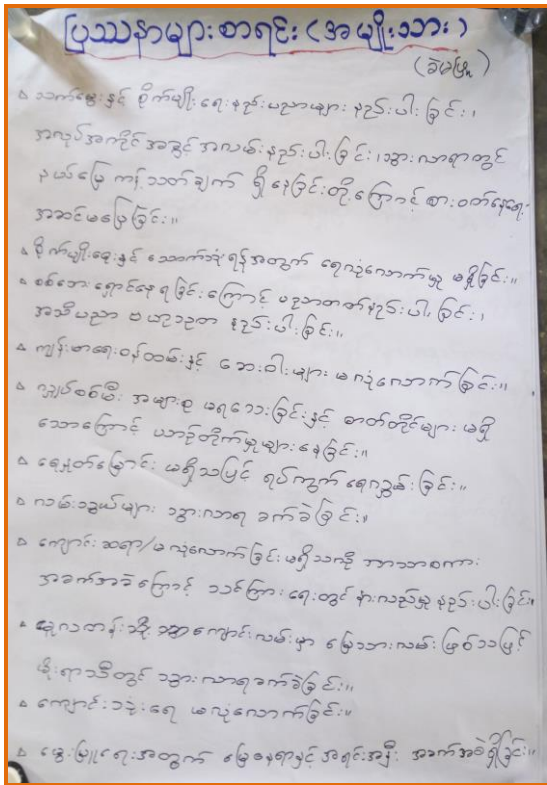 ပြဿနာများစာရင်း (အမျိုးသား)
(ခဲမဖြူ)
သက်မွေးနှင့် စိုက်ပျိုးရေးနည်းပညာများ နည်းပါးခြင်း၊
အလုပ်အကိုင်အခွင့်အလမ်းနည်းပါးခြင်း၊ သွားလာရာတွင်
နယ်မြေ ကန့်သတ်ချက် ရှိနေခြင်းတို့ကြောင့် စားဝတ်နေရေး
အဆင်မပြေခြင်း။
စိုက်ပျိုးရေးနှင့် သောက်သုံးရန်အတွက် ရေလုံလောက်မှု မရှိခြင်း။
စစ်ဘေးရှောင်နေရခြင်းကြောင့် ပညာတတ်နည်းပါးခြင်း၊
အသိပညာ ဗဟုသုတ နည်းပါးခြင်း။
ကျန်းမာရေးဝန်ထမ်းနှင့် ဆေးဝါးများ မလုံလောက်ခြင်း။
လျှပ်စစ်မီး အများစု မရသေးခြင်းနှင့် ဓာတ်တိုင်များ မရှိ
သောကြောင့် ယာဉ်တိုက်မှုများနေခြင်း။
ရေနှုတ်မြောင်း မရှိသဖြင့် ရပ်ကွက် ရေလျှံခြင်း။
လမ်းသွယ်များ သွားလာရ ခက်ခဲခြင်း။
ကျောင်းဆရာ/မ လုံလောက်ခြင်းမရှိသကဲ့သို့ ဘာသာစကား
အခက်အခဲကြောင့် သင်ကြားရေးတွင် နားလည်မှု နည်းပါးခြင်း
မူလတန်းသို့ သွားကျောင်းလမ်းမှာ မြေသားလမ်း ဖြစ်သဖြင့်
မိုးရာသီတွင် သွားလာရခက်ခဲခြင်း။
ကျောင်းသုံးရေ မလုံလောက်ခြင်း။
မွေးမြူရေးအတွက် မြေနေရာနှင့် အရင်းအနှီး အခက်အခဲရှိခြင်း။